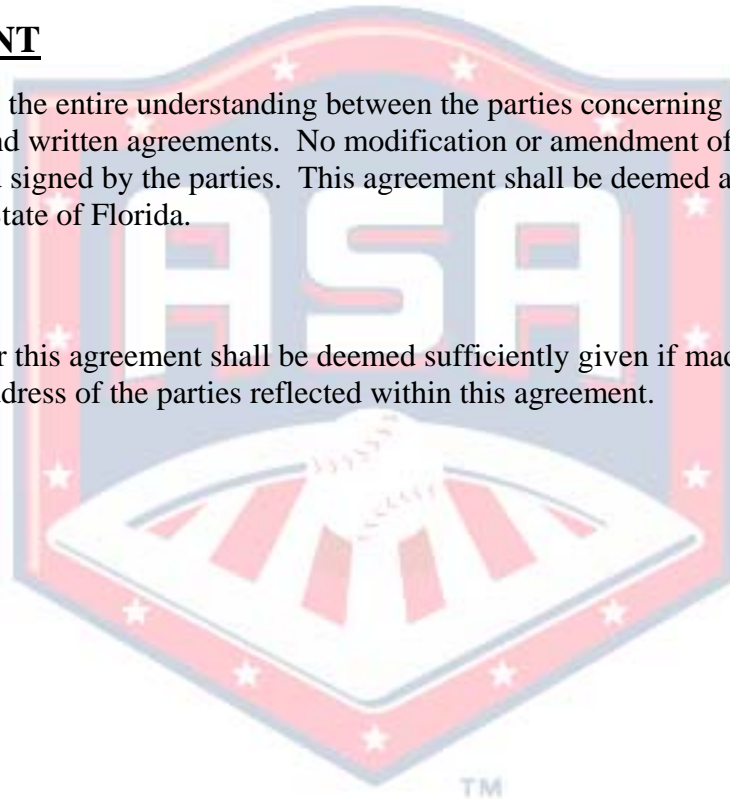 NT
the entire understanding between the parties concerning
nd written agreements. No modification or amendment of
signed by the parties. This agreement shall be deemed a
tate of Florida.
r this agreement shall be deemed sufficiently given if mad
dress of the parties reflected within this agreement.
ASA
TM